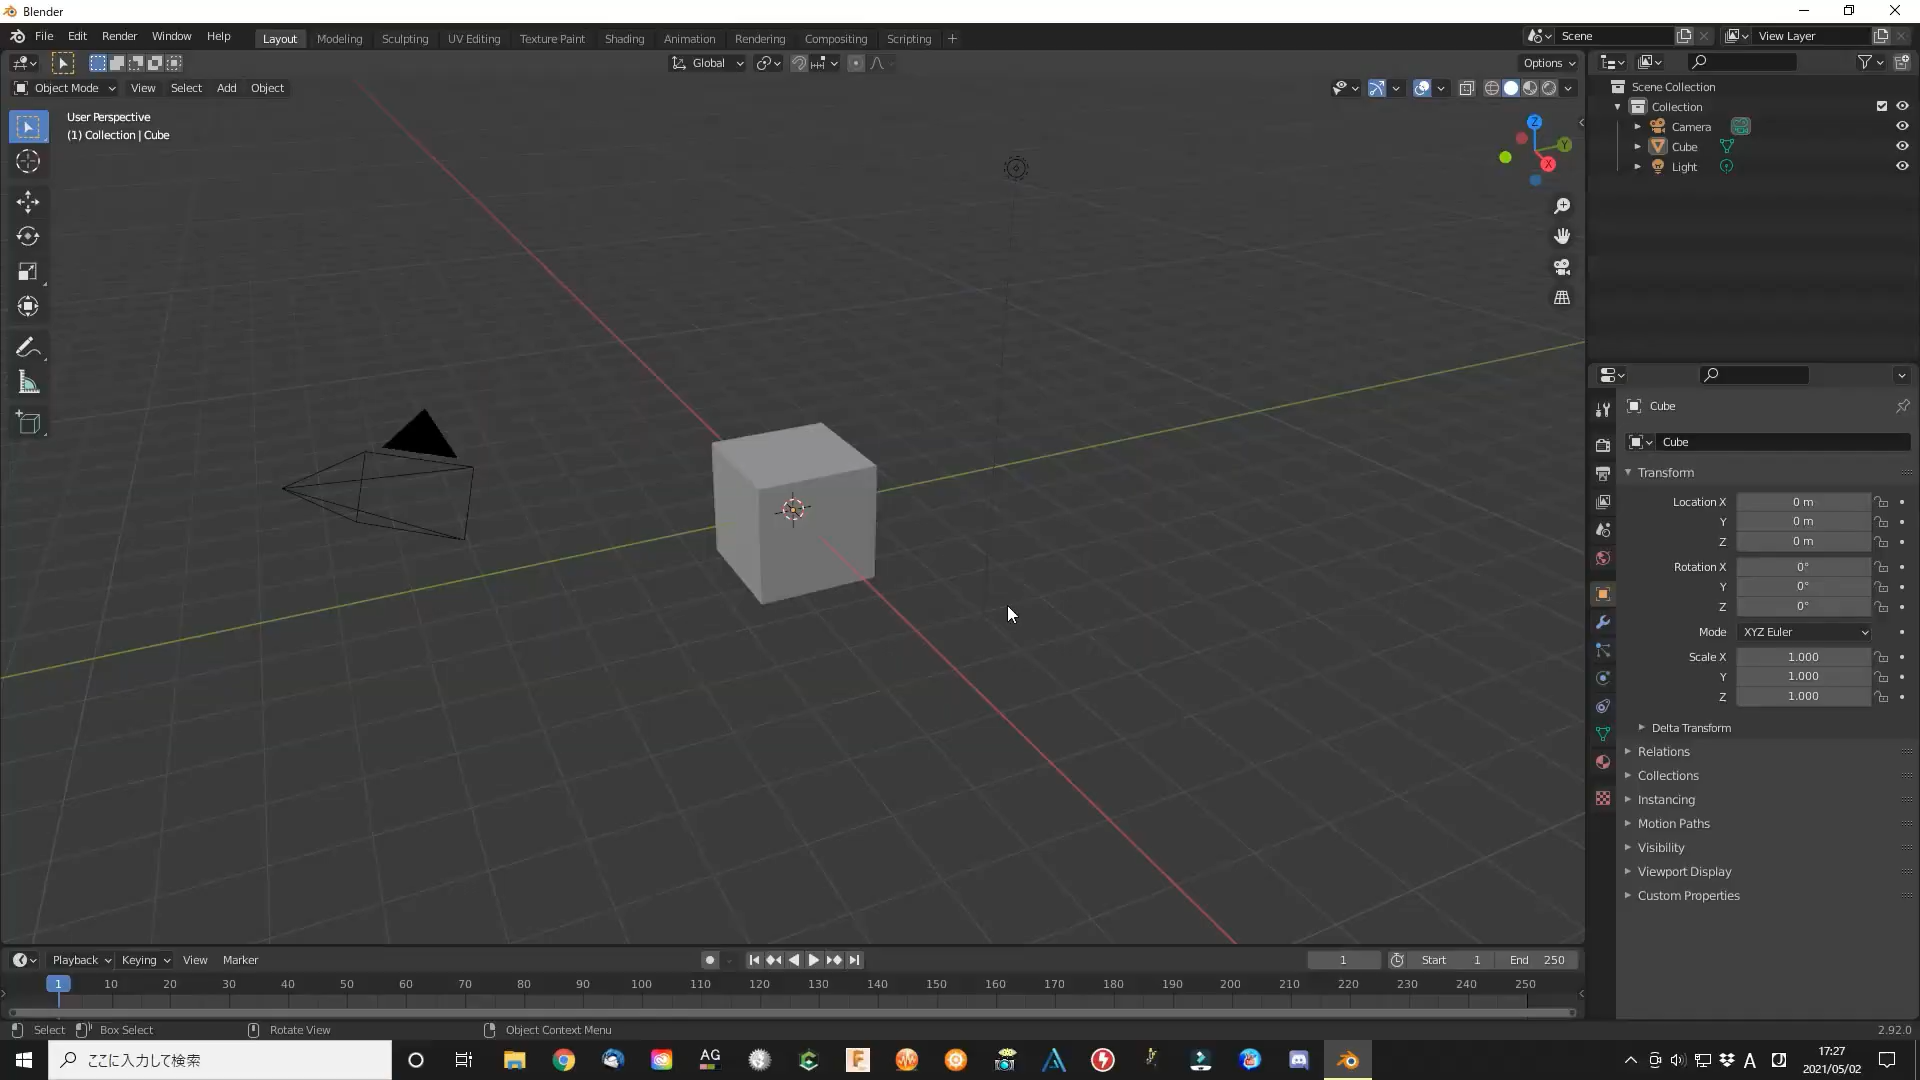 Blender
File Edit Render Window Help Layout Modeling Sculpting UV Editing Texture Paint Shading Animation Rendering Compositing Scripting + Scene View Layer
Global Options
Object Mode View Select Add Object
User Perspective
(1) Collection | Cube
Z
Y
X
Scene Collection
Collection
Camera
Cube
Light
Cube
Cube
Transform
Location X 0 m
Y 0 m
Z 0 m
Rotation X 0°
Y 0°
Z 0°
Mode XYZ Euler
Scale X 1.000
Y 1.000
Z 1.000
Delta Transform
Relations
Collections
Instancing
Motion Paths
Visibility
Viewport Display
Custom Properties
Playback Keying View Marker 1 Start 1 End 250
1 10 20 30 40 50 60 70 80 90 100 110 120 130 140 150 160 170 180 190 200 210 220 230 240 250
Select Box Select Rotate View Object Context Menu 2.92.0
ここに入力して検索 AG F A 17:27
2021/05/02